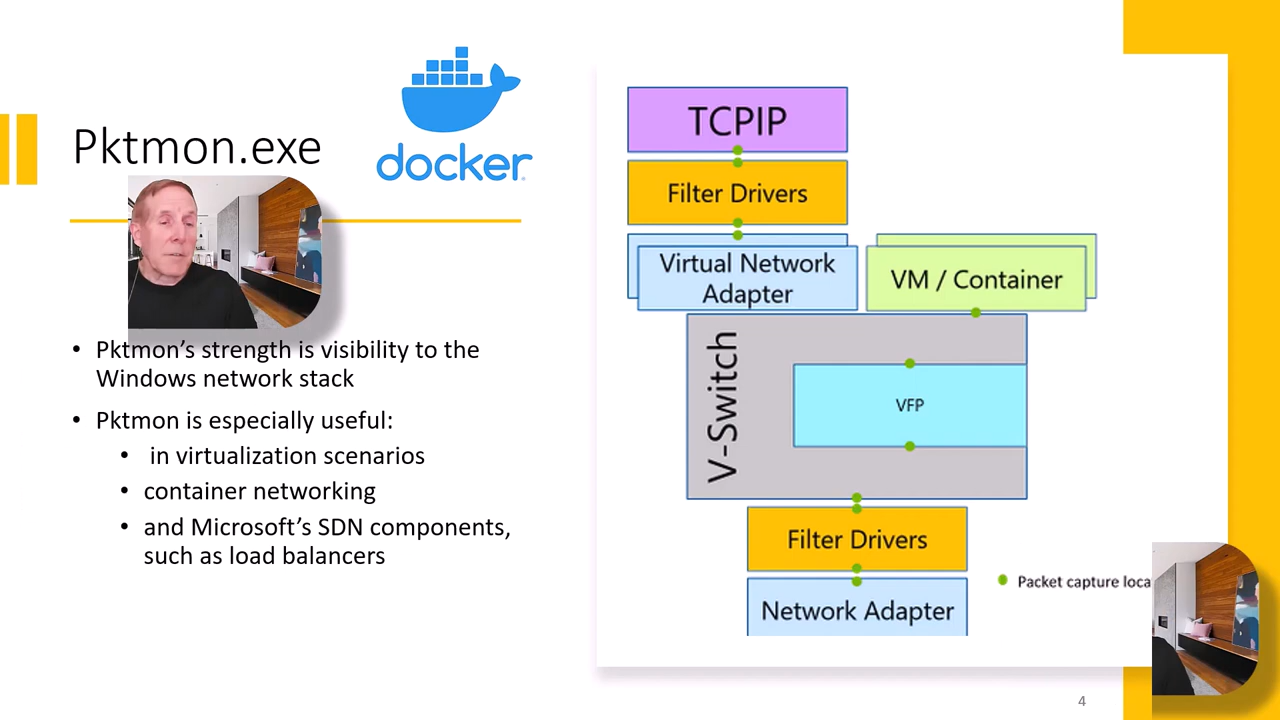 docker
Pktmon.exe
• Pktmon’s strength is visibility to the
Windows network stack
• Pktmon is especially useful:
• in virtualization scenarios
• container networking
• and Microsoft’s SDN components,
such as load balancers
TCPIP
Filter Drivers
Virtual Network
Adapter
VM / Container
V-Switch
VFP
Filter Drivers
Network Adapter
Packet capture
4